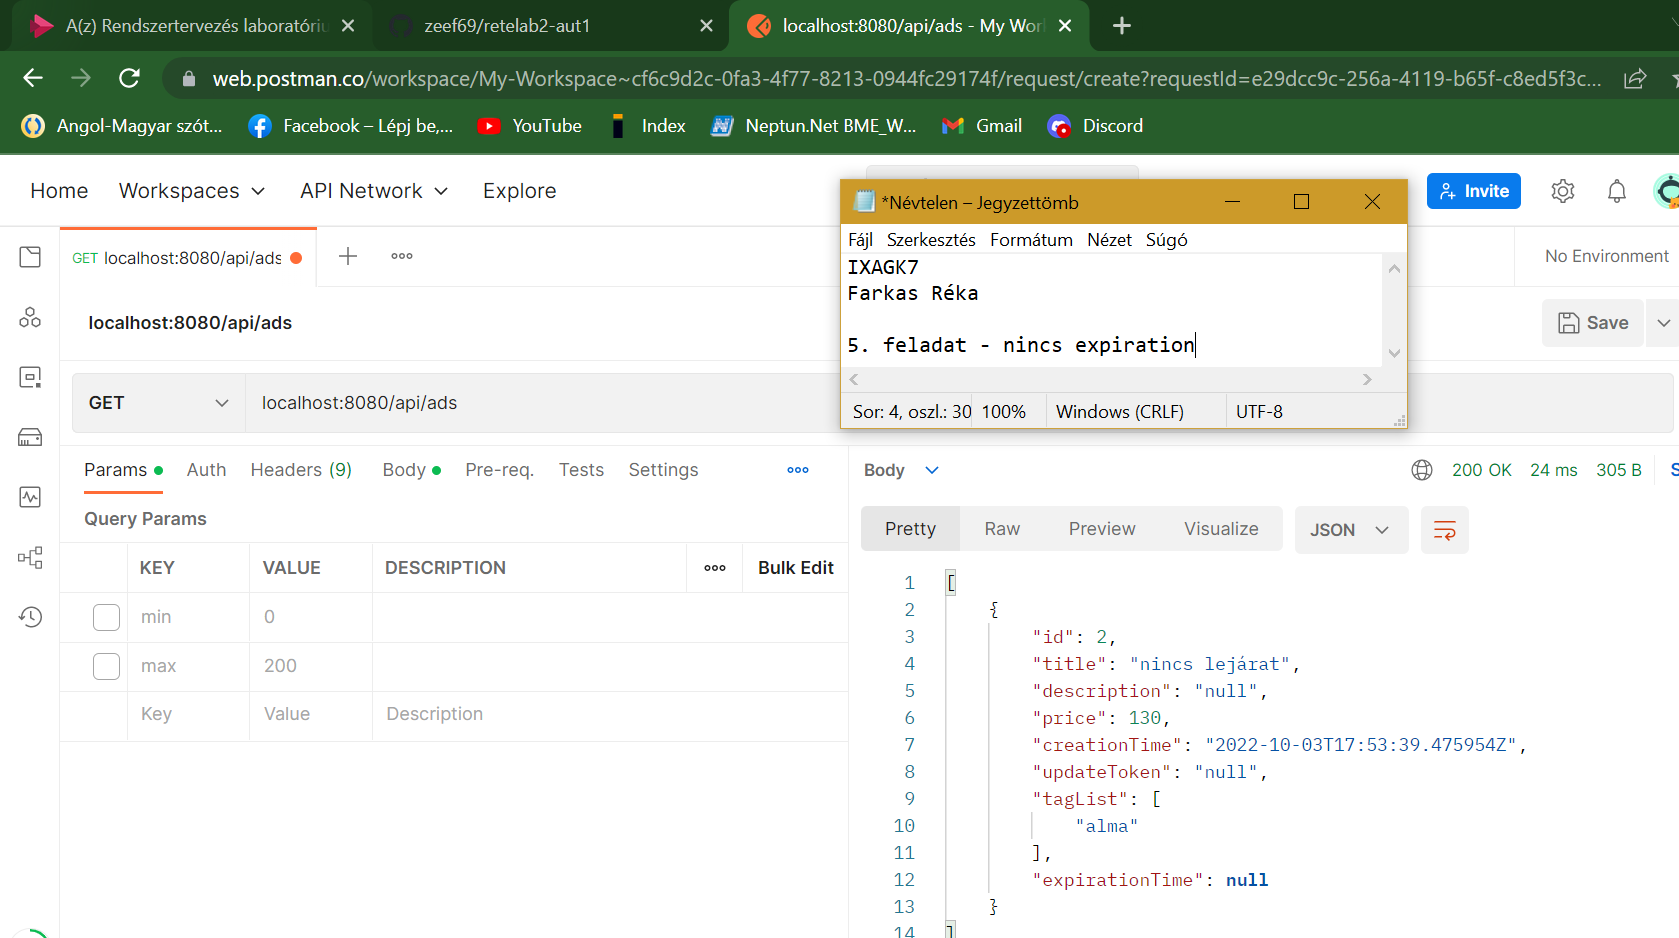 A(z) Rendszertervezés laboratóriu
zeef69/retelab2-aut1
localhost:8080/api/ads - My Wor
web.postman.co/workspace/My-Workspace~cf6c9d2c-0fa3-4f77-8213-0944fc29174f/request/create?requestId=e29dcc9c-256a-4119-b65f-c8ed5f3c...
Angol-Magyar szót...
Facebook – Lépj be,...
YouTube
Index
Neptun.Net BME_W...
Gmail
Discord
Home
Workspaces
API Network
Explore
Invite
*Névtelen – Jegyzettömb
Fájl Szerkesztés Formátum Nézet Súgó
IXAGK7
Farkas Réka
5. feladat - nincs expiration
Sor: 4, oszl.: 30
100%
Windows (CRLF)
UTF-8
GET localhost:8080/api/ads
No Environment
localhost:8080/api/ads
Save
GET
localhost:8080/api/ads
Params
Auth
Headers (9)
Body
Pre-req.
Tests
Settings
Query Params
KEY VALUE DESCRIPTION
Bulk Edit
min 0
max 200
Key Value Description
Body
200 OK 24 ms 305 B
Pretty
Raw
Preview
Visualize
JSON
1 [
2 {
3 "id": 2,
4 "title": "nincs lejárat",
5 "description": "null",
6 "price": 130,
7 "creationTime": "2022-10-03T17:53:39.475954Z",
8 "updateToken": "null",
9 "tagList": [
10 "alma"
11 ],
12 "expirationTime": null
13 }
14 ]